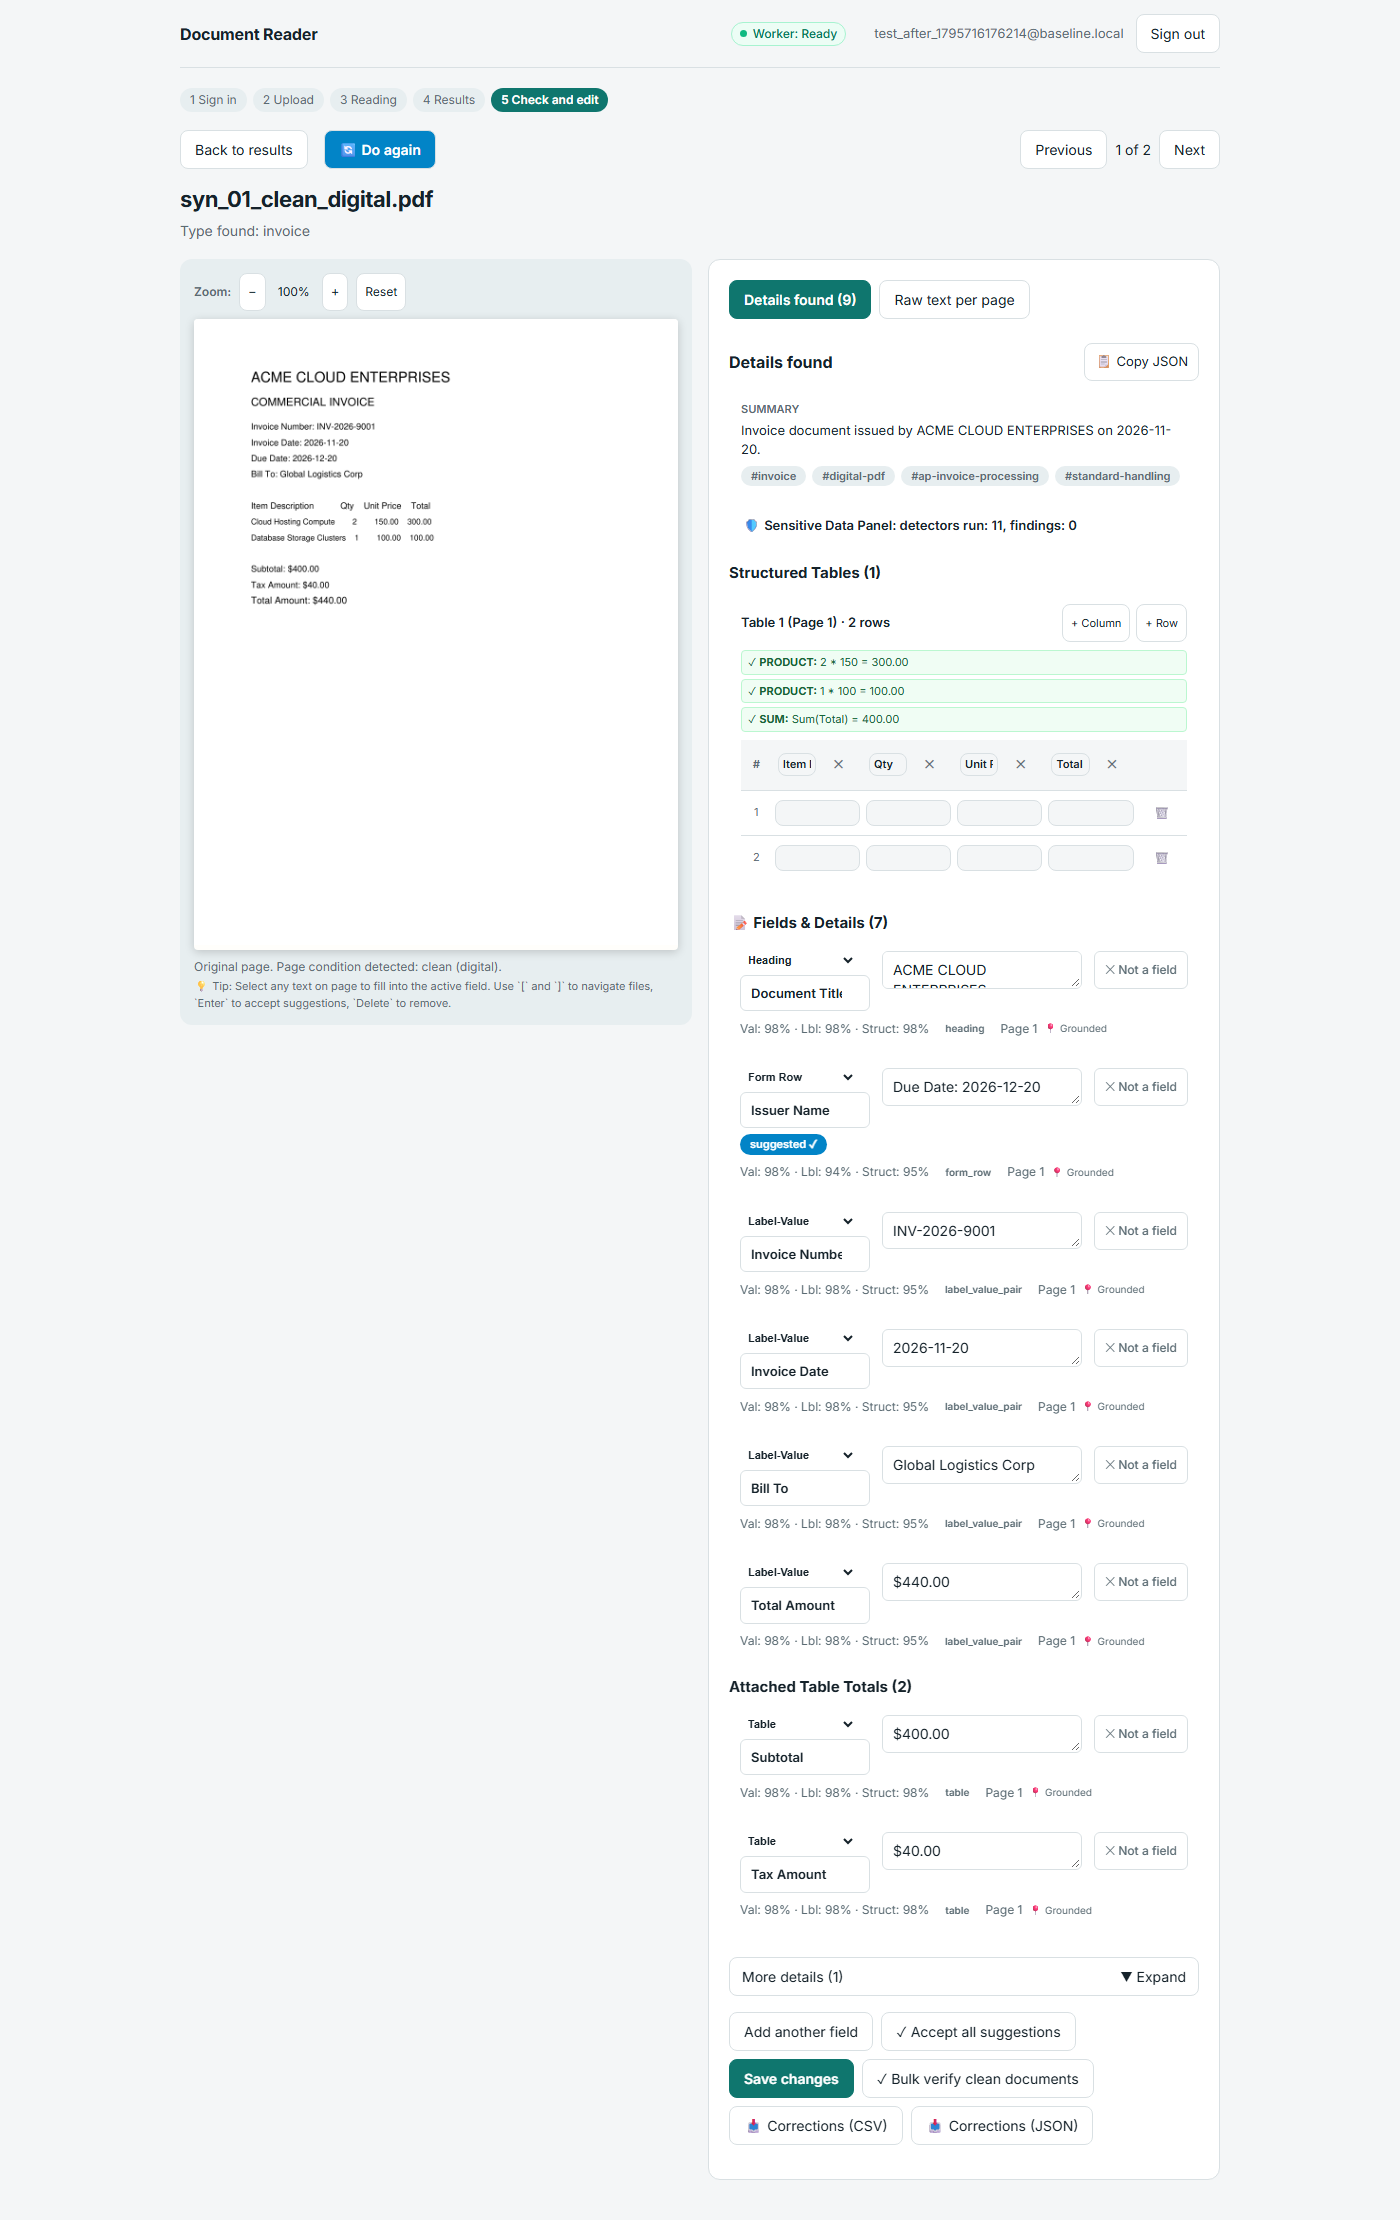 Document Reader
Worker: Ready
test_after_1795716176214@baseline.local
Sign out
1 Sign in
2 Upload
3 Reading
4 Results
5 Check and edit
Back to results
Do again
Previous
1 of 2
Next
syn_01_clean_digital.pdf
Type found: invoice
Zoom:
−
100%
+
Reset
ACME CLOUD ENTERPRISES
COMMERCIAL INVOICE
Invoice Number: INV-2026-9001
Invoice Date: 2026-11-20
Due Date: 2026-12-20
Bill To: Global Logistics Corp
Item Description Qty Unit Price Total
Cloud Hosting Compute 2 150.00 300.00
Database Storage Clusters 1 100.00 100.00
Subtotal: $400.00
Tax Amount: $40.00
Total Amount: $440.00
Original page. Page condition detected: clean (digital).
Tip: Select any text on page to fill into the active field. Use `[` and `]` to navigate files,
`Enter` to accept suggestions, `Delete` to remove.
Details found (9)
Raw text per page
Details found
Copy JSON
SUMMARY
Invoice document issued by ACME CLOUD ENTERPRISES on 2026-11-
20.
#invoice
#digital-pdf
#ap-invoice-processing
#standard-handling
Sensitive Data Panel: detectors run: 11, findings: 0
Structured Tables (1)
Table 1 (Page 1) · 2 rows
+ Column
+ Row
✓ PRODUCT: 2 * 150 = 300.00
✓ PRODUCT: 1 * 100 = 100.00
✓ SUM: Sum(Total) = 400.00
# Item × Qty × Unit × Total ×
1
2
Fields & Details (7)
Heading
Document Title
ACME CLOUD
ENTERPRISES
× Not a field
Val: 98% · Lbl: 98% · Struct: 98% heading Page 1 Grounded
Form Row
Issuer Name
Due Date: 2026-12-20
× Not a field
suggested ✓
Val: 98% · Lbl: 94% · Struct: 95% form_row Page 1 Grounded
Label-Value
Invoice Numbe
INV-2026-9001
× Not a field
Val: 98% · Lbl: 98% · Struct: 95% label_value_pair Page 1 Grounded
Label-Value
Invoice Date
2026-11-20
× Not a field
Val: 98% · Lbl: 98% · Struct: 95% label_value_pair Page 1 Grounded
Label-Value
Bill To
Global Logistics Corp
× Not a field
Val: 98% · Lbl: 98% · Struct: 95% label_value_pair Page 1 Grounded
Label-Value
Total Amount
$440.00
× Not a field
Val: 98% · Lbl: 98% · Struct: 95% label_value_pair Page 1 Grounded
Attached Table Totals (2)
Table
Subtotal
$400.00
× Not a field
Val: 98% · Lbl: 98% · Struct: 98% table Page 1 Grounded
Table
Tax Amount
$40.00
× Not a field
Val: 98% · Lbl: 98% · Struct: 98% table Page 1 Grounded
More details (1)
▼ Expand
Add another field
✓ Accept all suggestions
Save changes
✓ Bulk verify clean documents
Corrections (CSV)
Corrections (JSON)